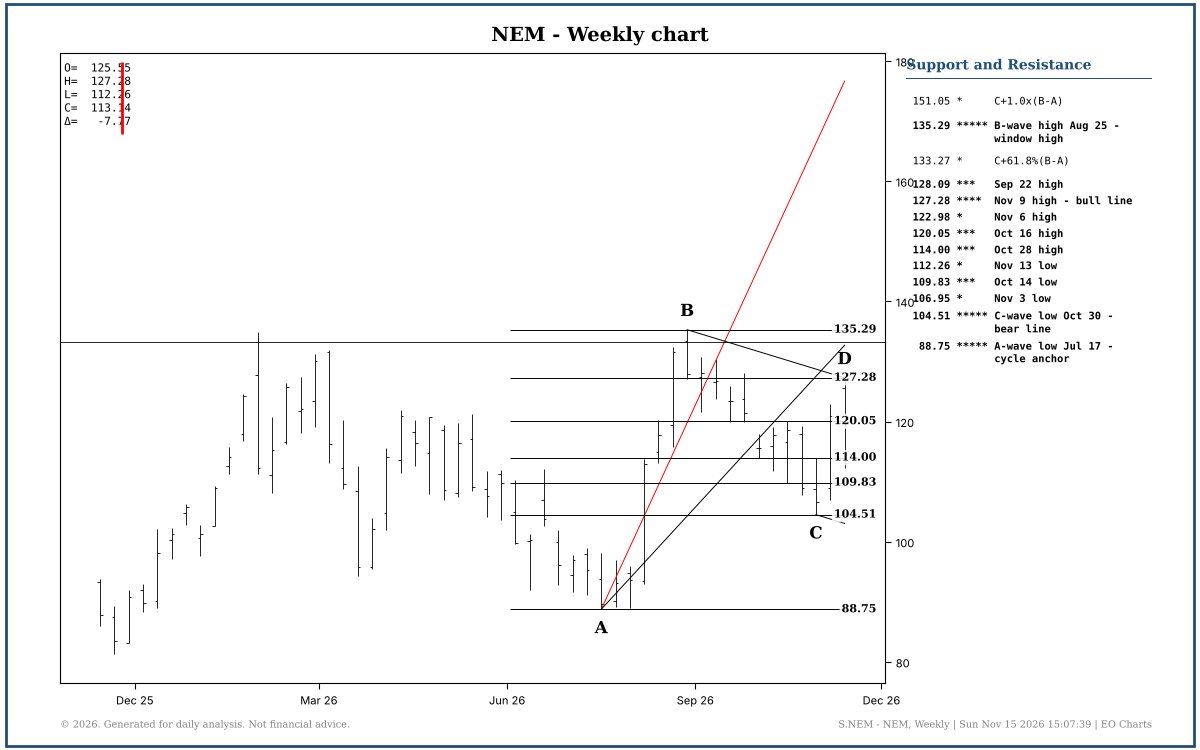 NEM - Weekly chart
O= 125.55
H= 127.28
L= 112.26
C= 113.14
Δ= -7.77
180
160
140
120
100
80
B
135.29
D
127.28
120.05
114.00
109.83
104.51
C
88.75
A
Dec 25
Mar 26
Jun 26
Sep 26
Dec 26
Support and Resistance
151.05 * C+1.0x(B-A)
135.29 ***** B-wave high Aug 25 -
window high
133.27 * C+61.8%(B-A)
128.09 *** Sep 22 high
127.28 **** Nov 9 high - bull line
122.98 * Nov 6 high
120.05 *** Oct 16 high
114.00 *** Oct 28 high
112.26 * Nov 13 low
109.83 *** Oct 14 low
106.95 * Nov 3 low
104.51 ***** C-wave low Oct 30 -
bear line
88.75 ***** A-wave low Jul 17 -
cycle anchor
© 2026. Generated for daily analysis. Not financial advice.
S.NEM - NEM, Weekly | Sun Nov 15 2026 15:07:39 | EO Charts